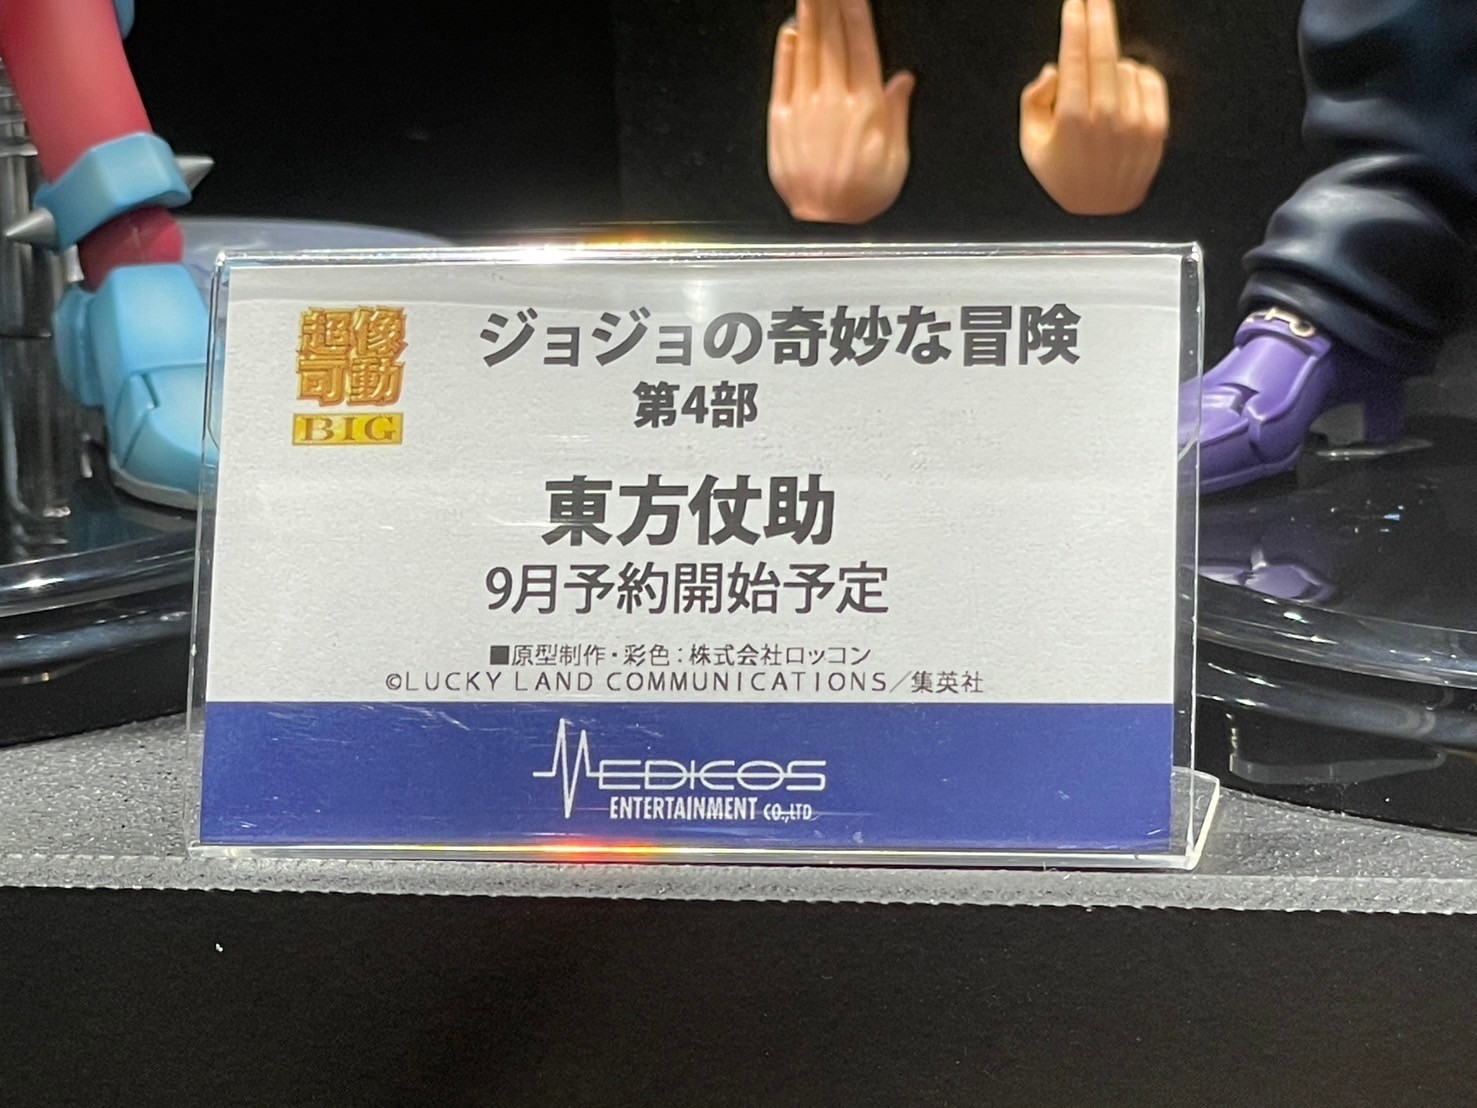 超像
可動
BIG
ジョジョの奇妙な冒険
第4部
東方仗助
9月予約開始予定
■原型制作・彩色：株式会社ロッコン
©LUCKY LAND COMMUNICATIONS／集英社
MEDICOS
ENTERTAINMENT CO.,LTD